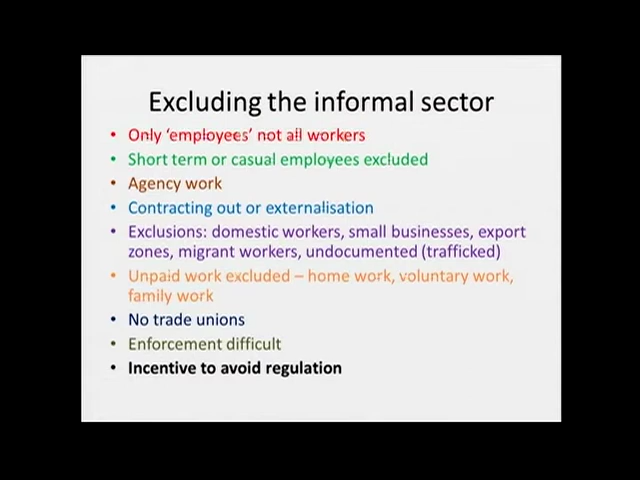 Excluding the informal sector
• Only 'employees' not all workers
• Short term or casual employees excluded
• Agency work
• Contracting out or externalisation
• Exclusions: domestic workers, small businesses, export
zones, migrant workers, undocumented (trafficked)
• Unpaid work excluded – home work, voluntary work,
family work
• No trade unions
• Enforcement difficult
• Incentive to avoid regulation